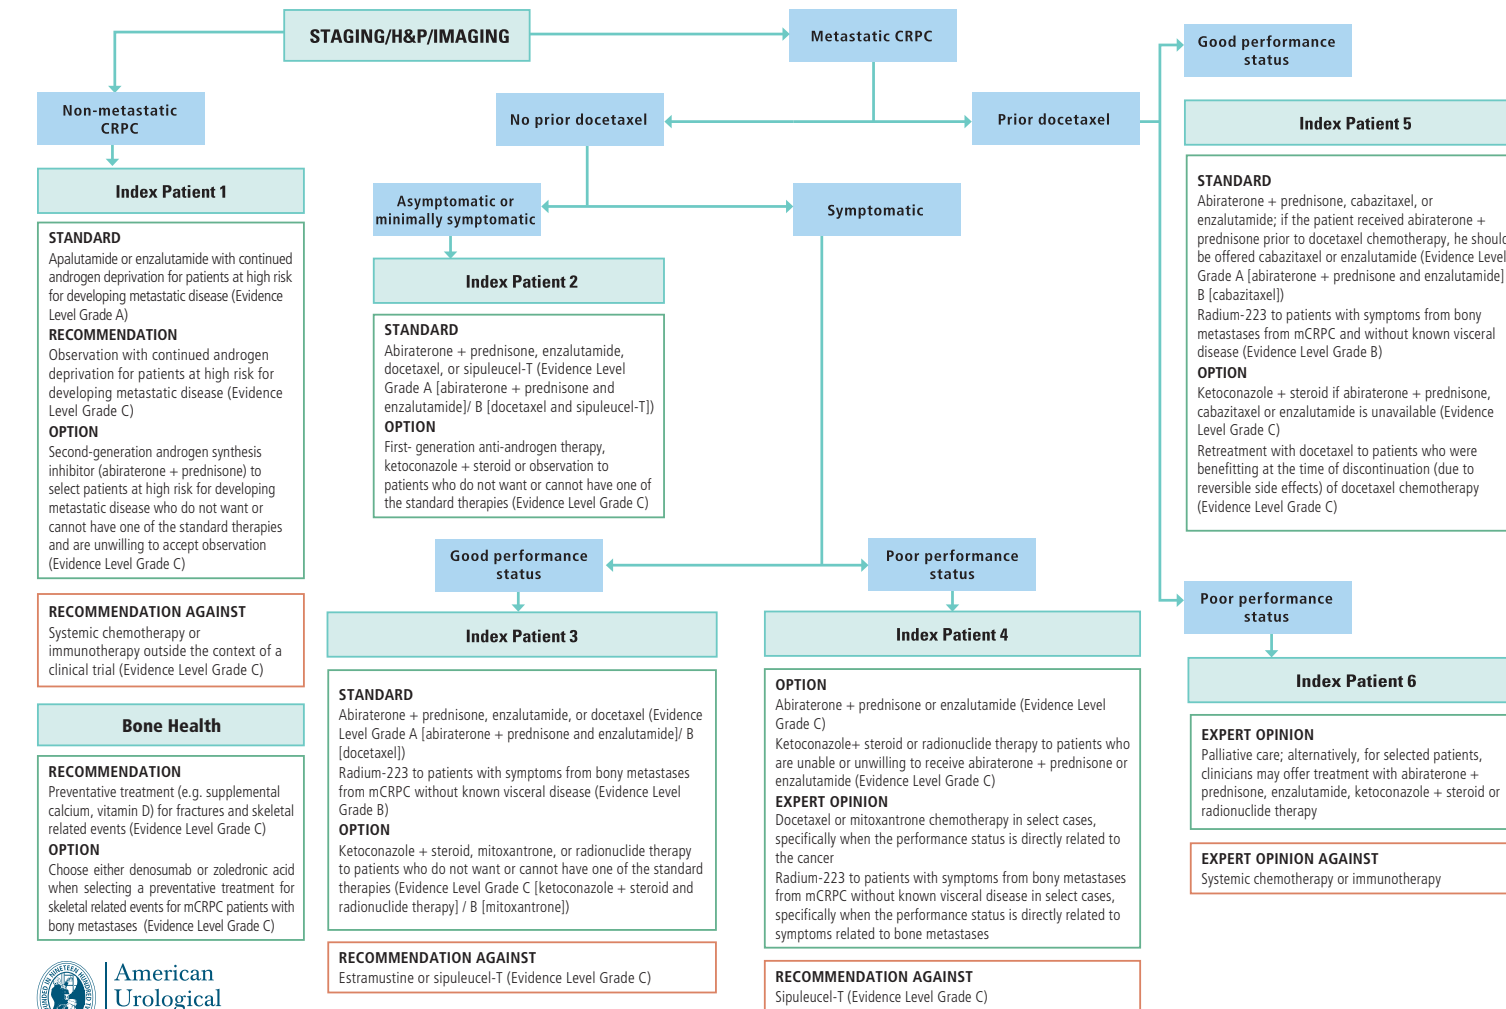 STAGING/H&P/IMAGING
Metastatic CRPC
Non-metastatic
CRPC
No prior docetaxel
Prior docetaxel
Index Patient 1
STANDARD
Apalutamide or enzalutamide with continued
androgen deprivation for patients at high risk
for developing metastatic disease (Evidence
Level Grade A)
RECOMMENDATION
Observation with continued androgen
deprivation for patients at high risk for
developing metastatic disease (Evidence
Level Grade C)
OPTION
Second-generation androgen synthesis
inhibitor (abiraterone + prednisone) to
select patients at high risk for developing
metastatic disease who do not want or
cannot have one of the standard therapies
and are unwilling to accept observation
(Evidence Level Grade C)
RECOMMENDATION AGAINST
Systemic chemotherapy or
immunotherapy outside the context of a
clinical trial (Evidence Level Grade C)
Bone Health
RECOMMENDATION
Preventative treatment (e.g. supplemental
calcium, vitamin D) for fractures and skeletal
related events (Evidence Level Grade C)
OPTION
Choose either denosumab or zoledronic acid
when selecting a preventative treatment for
skeletal related events for mCRPC patients with
bony metastases (Evidence Level Grade C)
American
Urological
Asymptomatic or
minimally symptomatic
Symptomatic
Index Patient 2
STANDARD
Abiraterone + prednisone, enzalutamide,
docetaxel, or sipuleucel-T (Evidence Level
Grade A [abiraterone + prednisone and
enzalutamide]/ B [docetaxel and sipuleucel-T])
OPTION
First- generation anti-androgen therapy,
ketoconazole + steroid or observation to
patients who do not want or cannot have one of
the standard therapies (Evidence Level Grade C)
Good performance
status
Index Patient 3
STANDARD
Abiraterone + prednisone, enzalutamide, or docetaxel (Evidence
Level Grade A [abiraterone + prednisone and enzalutamide]/ B
[docetaxel])
Radium-223 to patients with symptoms from bony metastases
from mCRPC without known visceral disease (Evidence Level
Grade B)
OPTION
Ketoconazole + steroid, mitoxantrone, or radionuclide therapy
to patients who do not want or cannot have one of the standard
therapies (Evidence Level Grade C [ketoconazole + steroid and
radionuclide therapy] / B [mitoxantrone])
RECOMMENDATION AGAINST
Estramustine or sipuleucel-T (Evidence Level Grade C)
Poor performance
status
Index Patient 4
OPTION
Abiraterone + prednisone or enzalutamide (Evidence Level
Grade C)
Ketoconazole+ steroid or radionuclide therapy to patients who
are unable or unwilling to receive abiraterone + prednisone or
enzalutamide (Evidence Level Grade C)
EXPERT OPINION
Docetaxel or mitoxantrone chemotherapy in select cases,
specifically when the performance status is directly related to
the cancer
Radium-223 to patients with symptoms from bony metastases
from mCRPC without known visceral disease in select cases,
specifically when the performance status is directly related to
symptoms related to bone metastases
RECOMMENDATION AGAINST
Sipuleucel-T (Evidence Level Grade C)
Good performance
status
Index Patient 5
STANDARD
Abiraterone + prednisone, cabazitaxel, or
enzalutamide; if the patient received abiraterone +
prednisone prior to docetaxel chemotherapy, he should
be offered cabazitaxel or enzalutamide (Evidence Level
Grade A [abiraterone + prednisone and enzalutamide]
B [cabazitaxel])
Radium-223 to patients with symptoms from bony
metastases from mCRPC and without known visceral
disease (Evidence Level Grade B)
OPTION
Ketoconazole + steroid if abiraterone + prednisone,
cabazitaxel or enzalutamide is unavailable (Evidence
Level Grade C)
Retreatment with docetaxel to patients who were
benefitting at the time of discontinuation (due to
reversible side effects) of docetaxel chemotherapy
(Evidence Level Grade C)
Poor performance
status
Index Patient 6
EXPERT OPINION
Palliative care; alternatively, for selected patients,
clinicians may offer treatment with abiraterone +
prednisone, enzalutamide, ketoconazole + steroid or
radionuclide therapy
EXPERT OPINION AGAINST
Systemic chemotherapy or immunotherapy